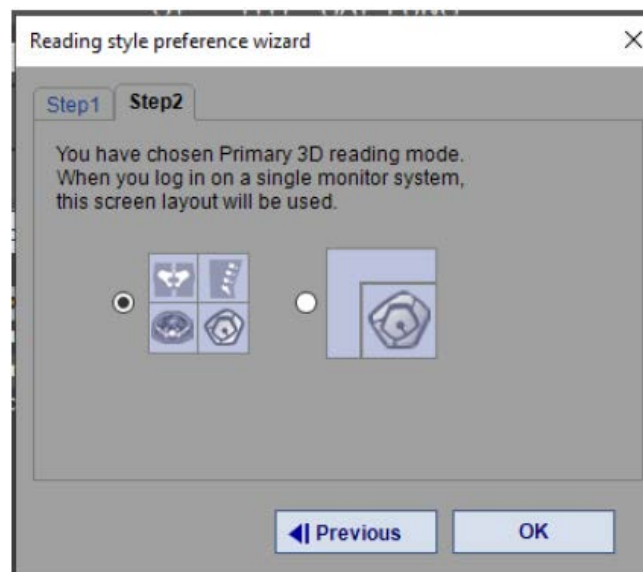 Reading style preference wizard
Step1 Step2
You have chosen Primary 3D reading mode.
When you log in on a single monitor system,
this screen layout will be used.
Previous OK